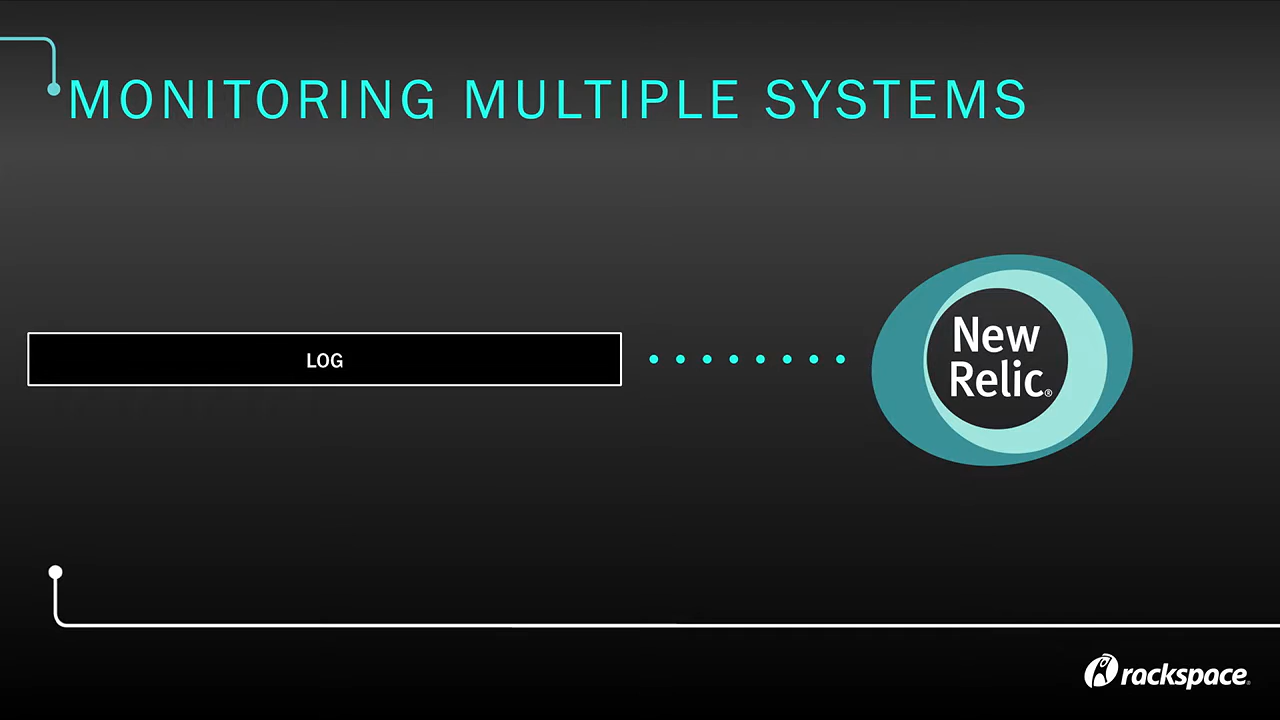 MONITORING MULTIPLE SYSTEMS
LOG
New
Relic®
rackspace®